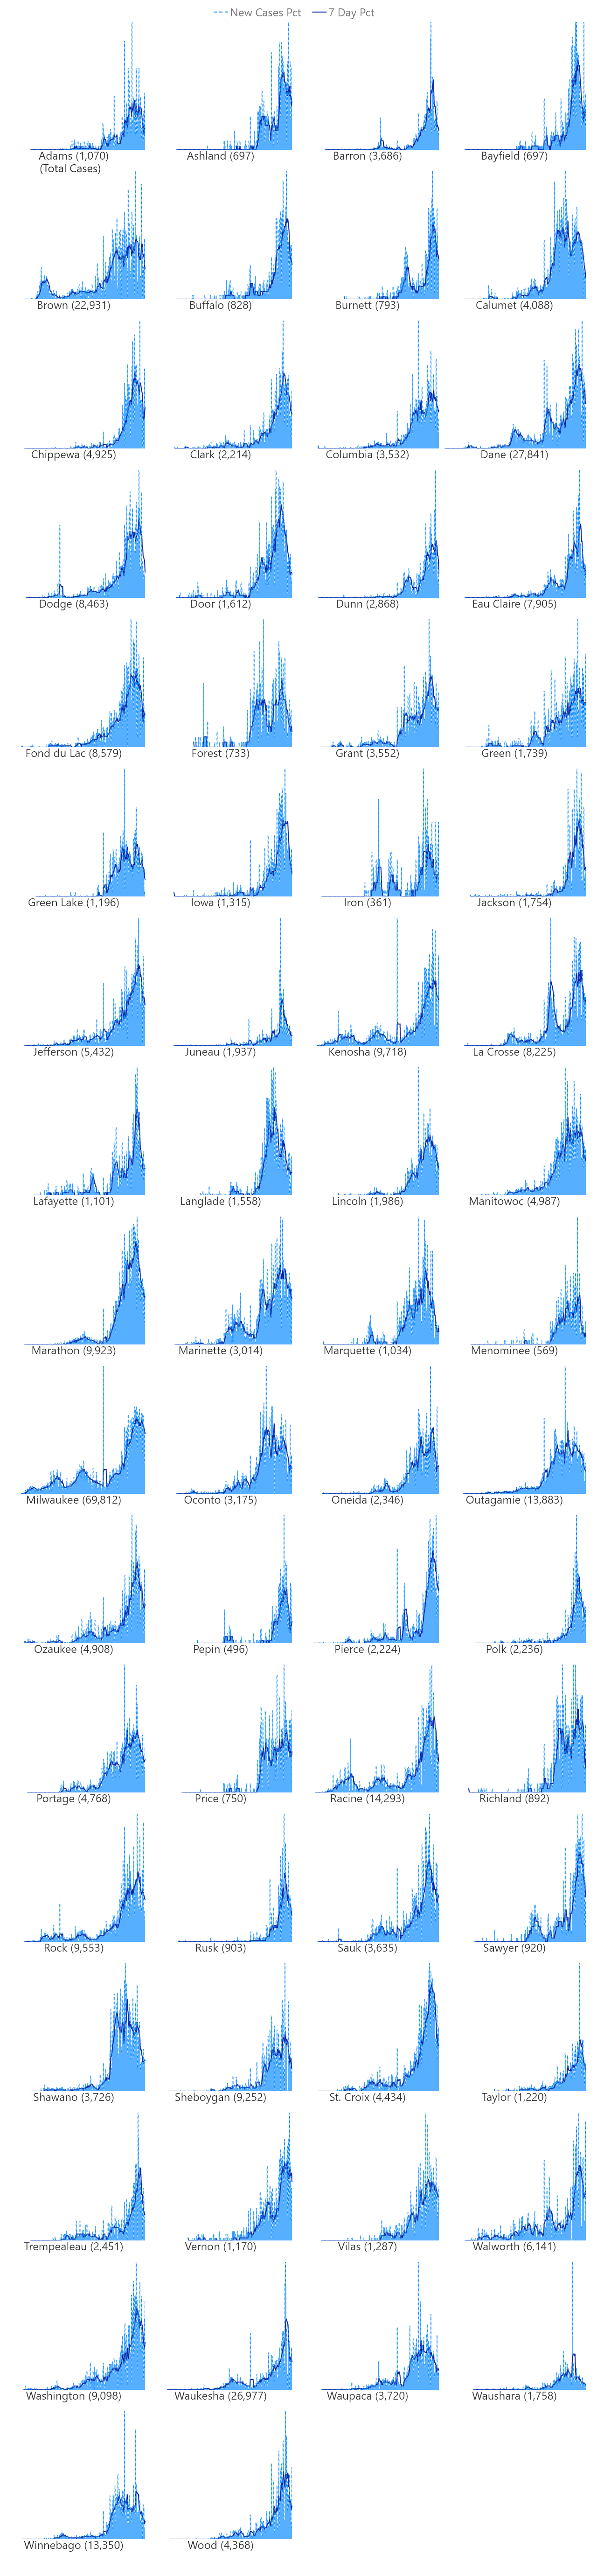 New Cases Pct 7 Day Pct
Adams (1,070) Ashland (697) Barron (3,686) Bayfield (697)
(Total Cases)
Brown (22,931) Buffalo (828) Burnett (793) Calumet (4,088)
Chippewa (4,925) Clark (2,214) Columbia (3,532) Dane (27,841)
Dodge (8,463) Door (1,612) Dunn (2,868) Eau Claire (7,905)
Fond du Lac (8,579) Forest (733) Grant (3,552) Green (1,739)
Green Lake (1,196) Iowa (1,315) Iron (361) Jackson (1,754)
Jefferson (5,432) Juneau (1,937) Kenosha (9,718) La Crosse (8,225)
Lafayette (1,101) Langlade (1,558) Lincoln (1,986) Manitowoc (4,987)
Marathon (9,923) Marinette (3,014) Marquette (1,034) Menominee (569)
Milwaukee (69,812) Oconto (3,175) Oneida (2,346) Outagamie (13,883)
Ozaukee (4,908) Pepin (496) Pierce (2,224) Polk (2,236)
Portage (4,768) Price (750) Racine (14,293) Richland (892)
Rock (9,553) Rusk (903) Sauk (3,635) Sawyer (920)
Shawano (3,726) Sheboygan (9,252) St. Croix (4,434) Taylor (1,220)
Trempealeau (2,451) Vernon (1,170) Vilas (1,287) Walworth (6,141)
Washington (9,098) Waukesha (26,977) Waupaca (3,720) Waushara (1,758)
Winnebago (13,350) Wood (4,368)